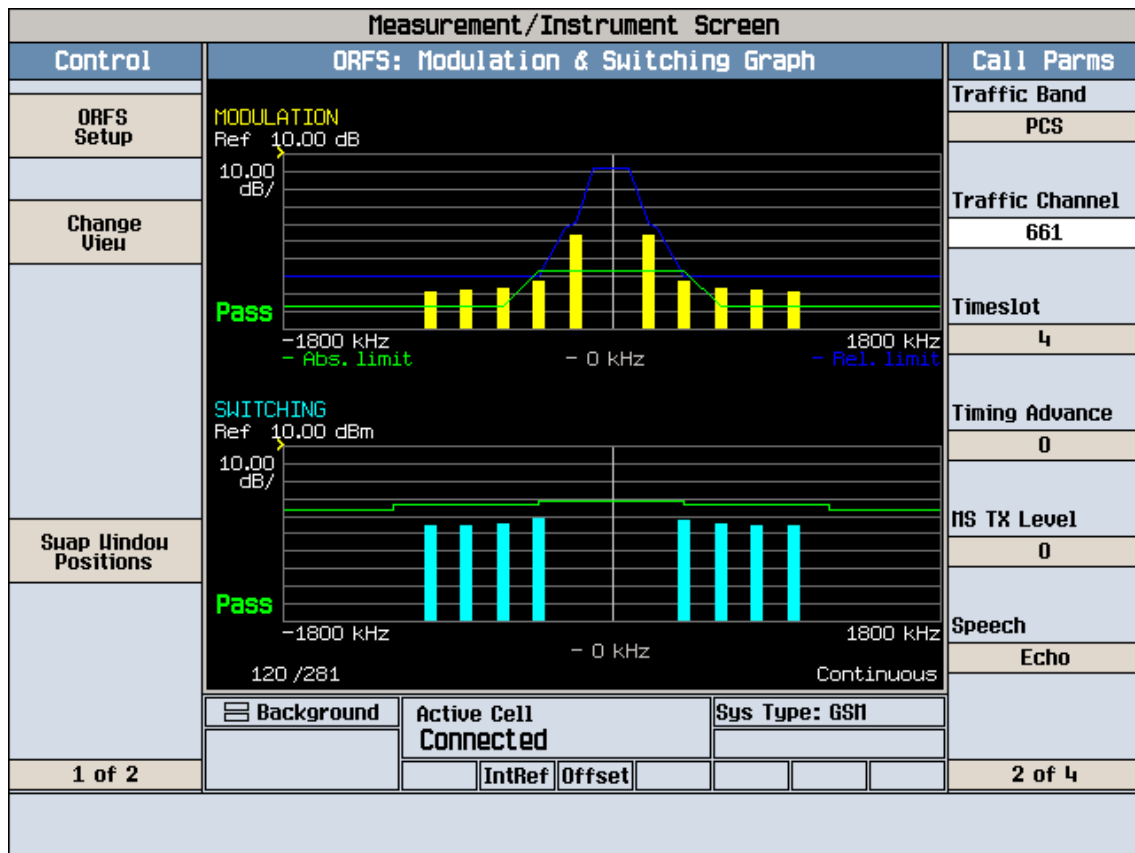 Measurement/Instrument Screen
Control
ORFS: Modulation & Switching Graph
Call Parms
ORFS
Setup
Change
View
Swap Window
Positions
1 of 2
MODULATION
Ref 10.00 dB
10.00
dB/
Pass
-1800 kHz
1800 kHz
- Abs. limit
- 0 kHz
- Rel. limit
SWITCHING
Ref 10.00 dBm
10.00
dB/
Pass
-1800 kHz
1800 kHz
- 0 kHz
120 /281
Continuous
Background
Active Cell
Connected
Sys Type: GSM
IntRef
Offset
Traffic Band
PCS
Traffic Channel
661
Timeslot
4
Timing Advance
0
MS TX Level
0
Speech
Echo
2 of 4